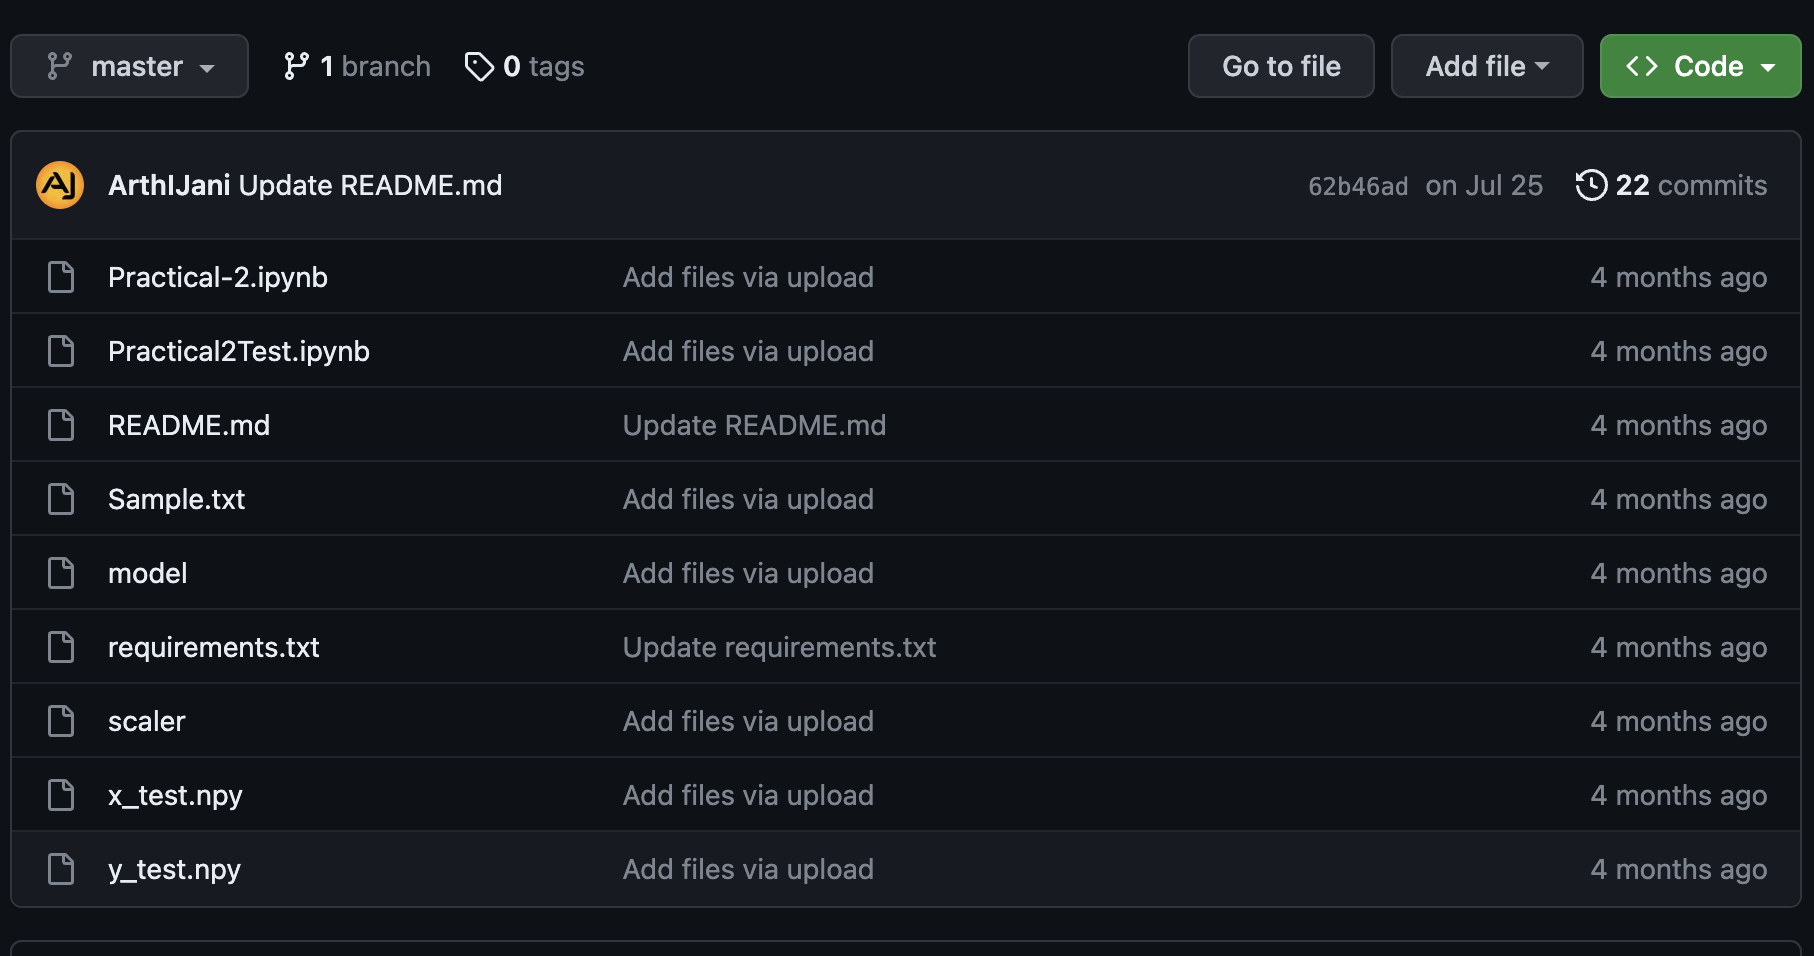 master 1 branch 0 tags Go to file Add file Code
AJ ArthIJani Update README.md 62b46ad on Jul 25 22 commits
Practical-2.ipynb Add files via upload 4 months ago
Practical2Test.ipynb Add files via upload 4 months ago
README.md Update README.md 4 months ago
Sample.txt Add files via upload 4 months ago
model Add files via upload 4 months ago
requirements.txt Update requirements.txt 4 months ago
scaler Add files via upload 4 months ago
x_test.npy Add files via upload 4 months ago
y_test.npy Add files via upload 4 months ago